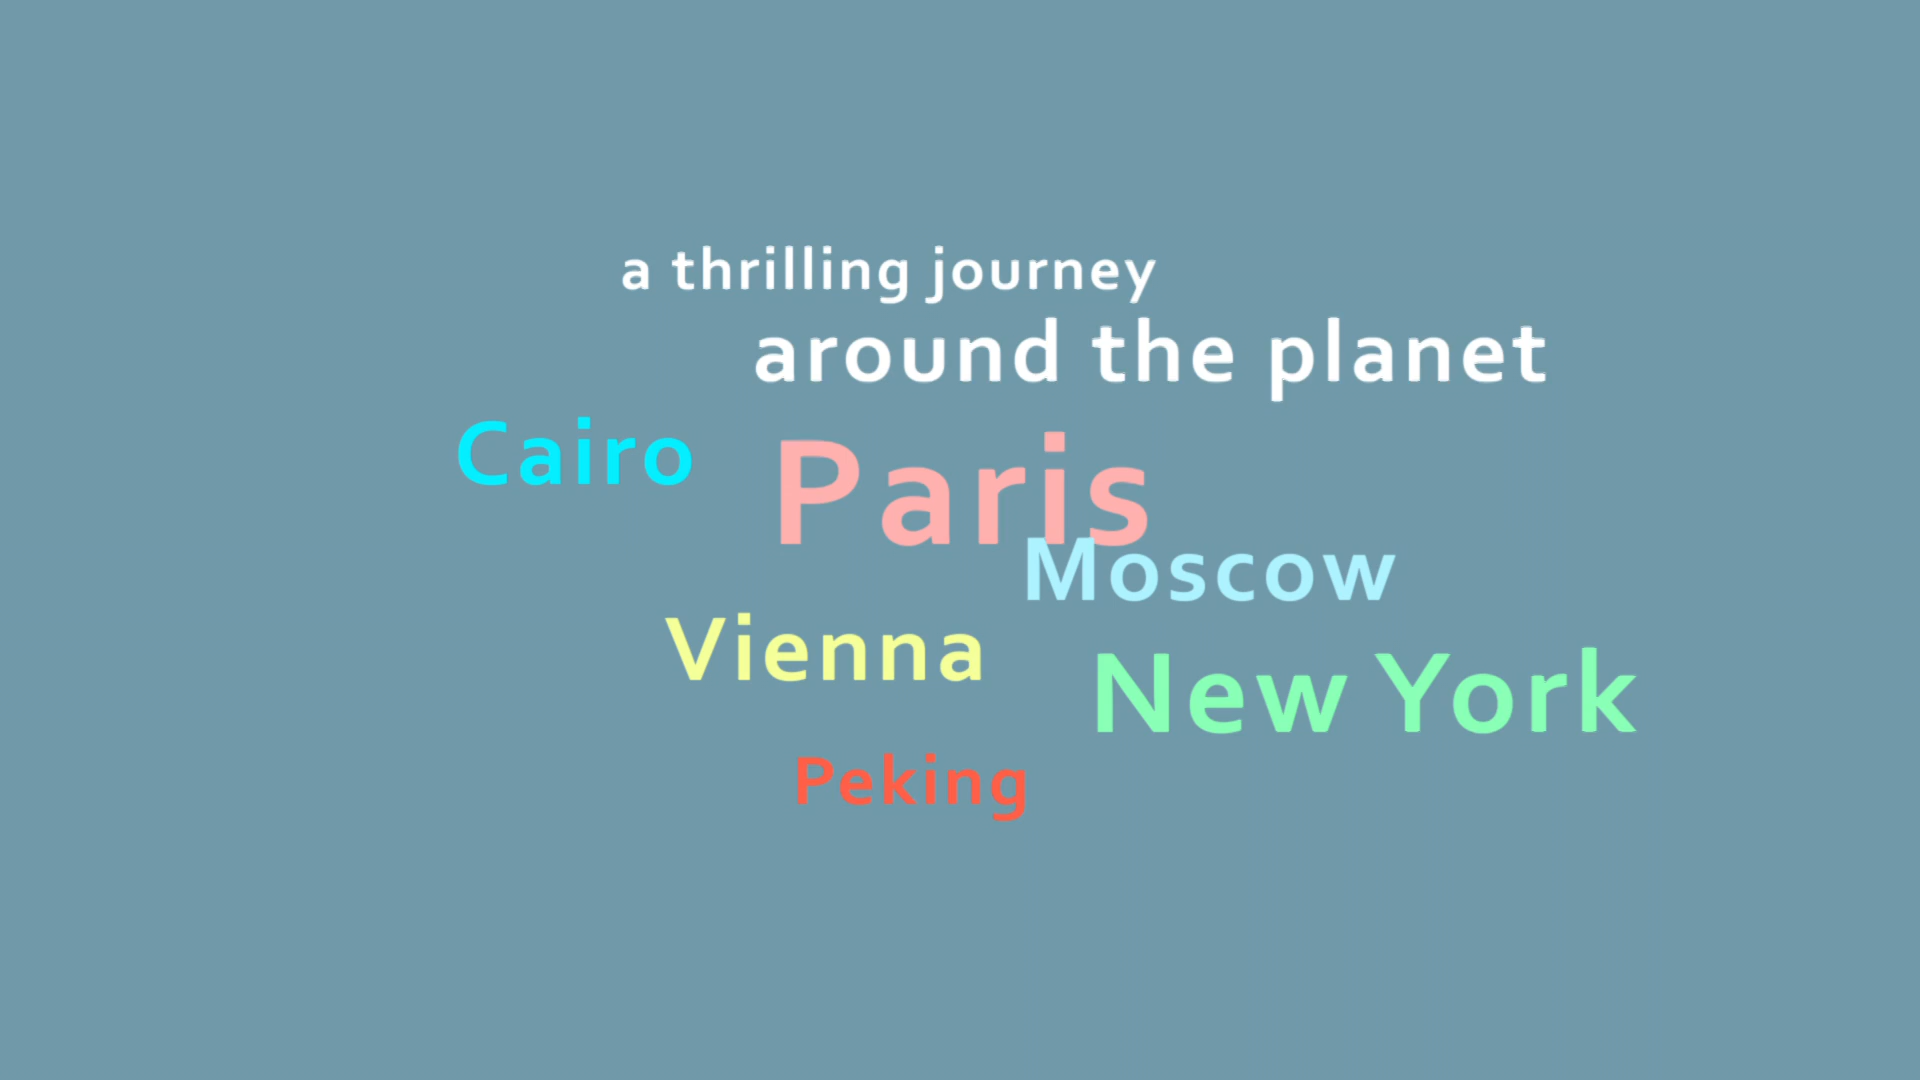 a thrilling journey
around the planet
Cairo
Paris
Moscow
Vienna
New York
Peking